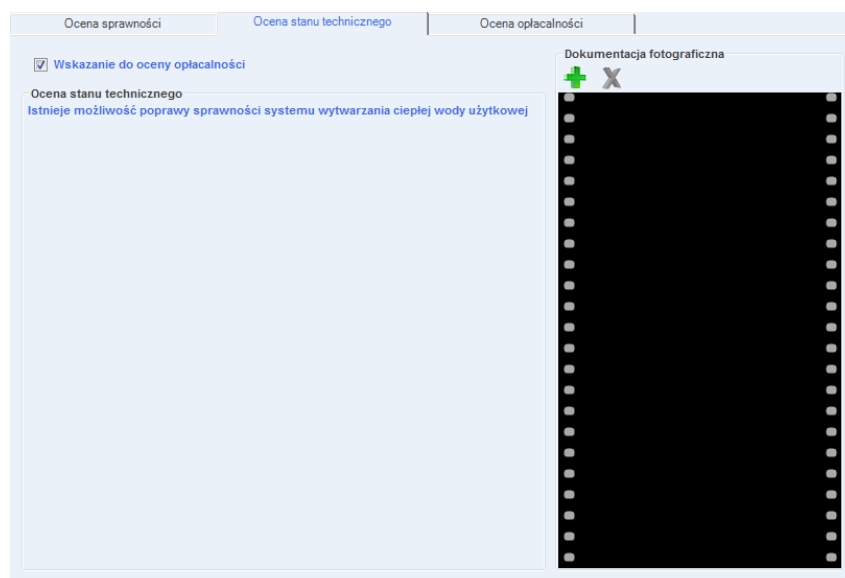 Ocena sprawności
Ocena stanu technicznego
Ocena opłacalności
Wskazanie do oceny opłacalności
Ocena stanu technicznego
Istnieje możliwość poprawy sprawności systemu wytwarzania ciepłej wody użytkowej
Dokumentacja fotograficzna